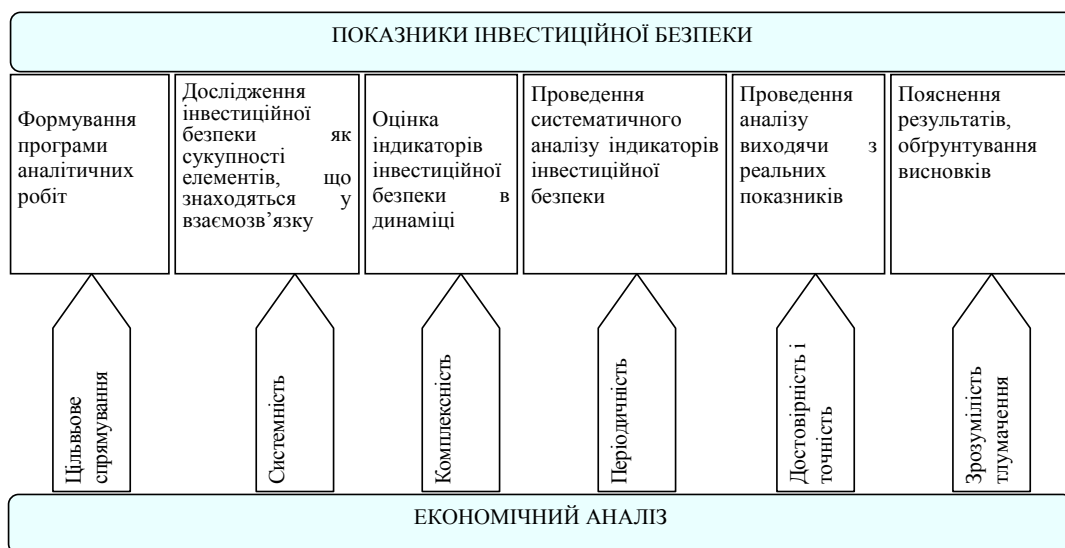 ПОКАЗНИКИ ІНВЕСТИЦІЙНОЇ БЕЗПЕКИ
Формування
програми
аналітичних
робіт
Дослідження
інвестиційної
безпеки як
сукупності
елементів, що
знаходяться у
взаємозв’язку
Оцінка
індикаторів
інвестиційної
безпеки в
динаміці
Проведення
систематичного
аналізу індикаторів
інвестиційної
безпеки
Проведення
аналізу
виходячи з
реальних
показників
Пояснення
результатів,
обґрунтування
висновків
Цільвьове
спрямування
Системність
Комплексність
Періодичність
Достовірність і
точність
Зрозумілість
тлумачення
ЕКОНОМІЧНИЙ АНАЛІЗ